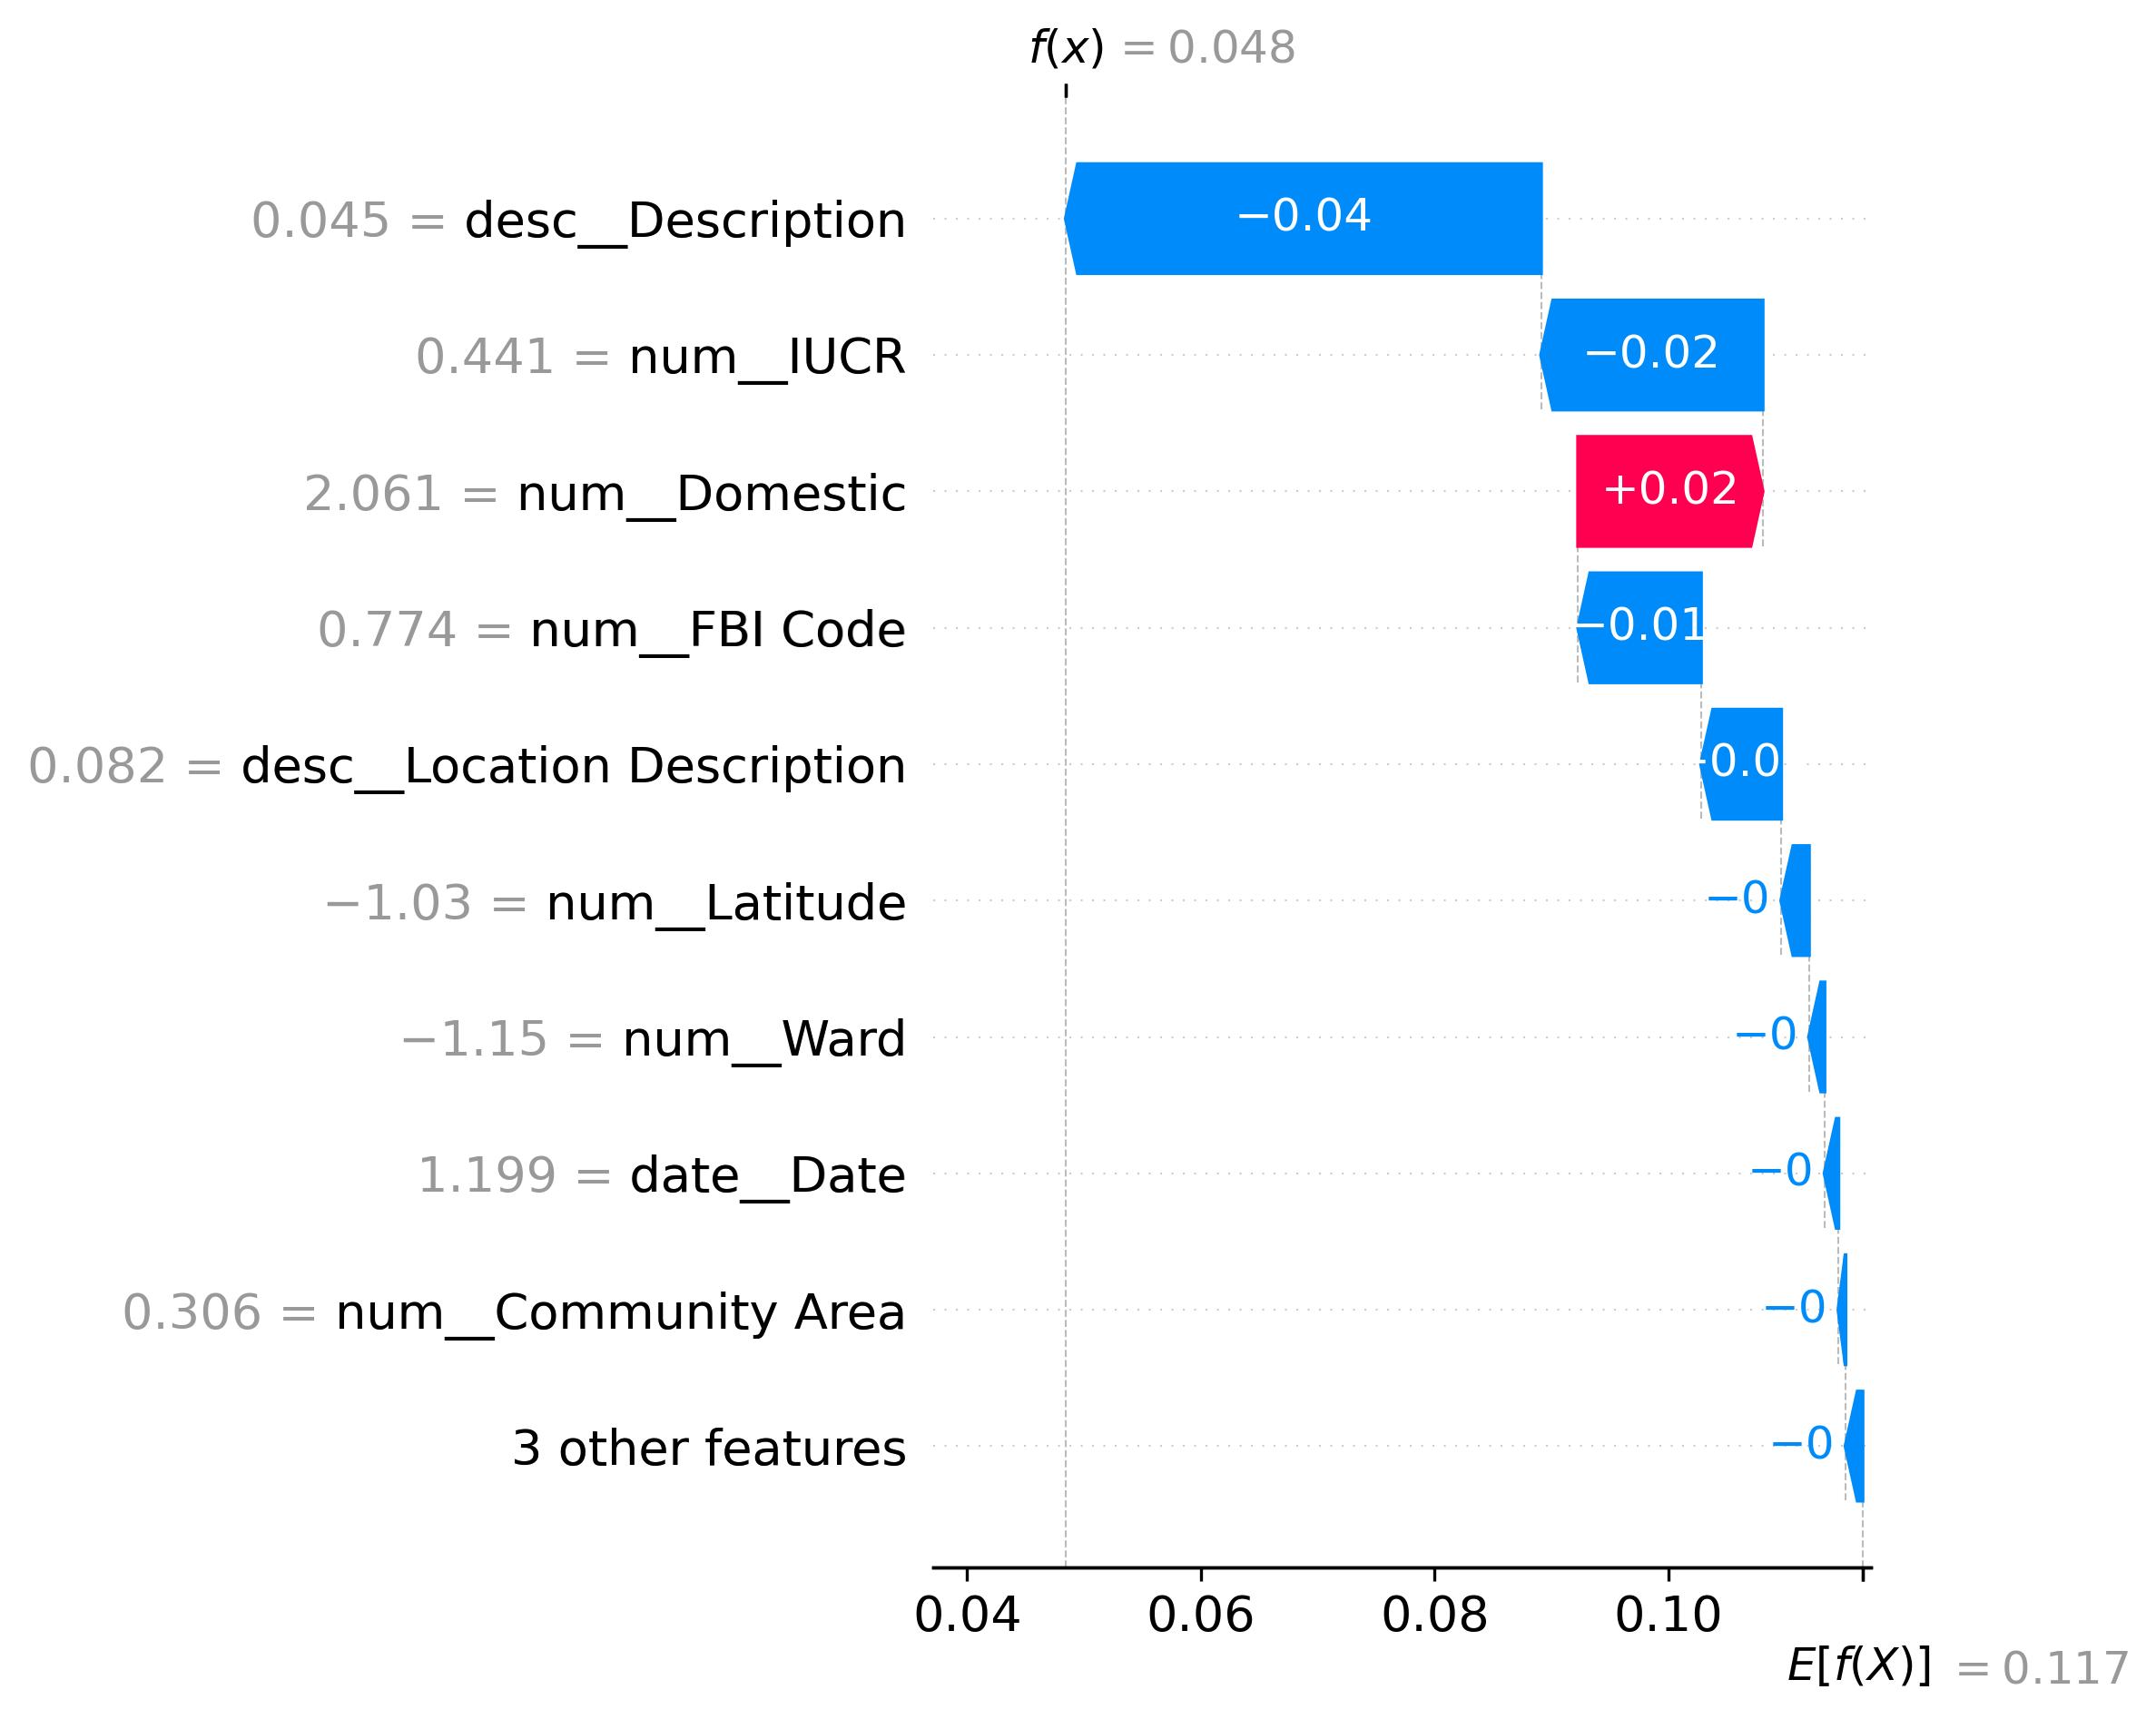 f(x) = 0.048
0.045 = desc__Description −0.04
0.441 = num__IUCR −0.02
2.061 = num__Domestic +0.02
0.774 = num__FBI Code −0.01
0.082 = desc__Location Description
−1.03 = num__Latitude −0
−1.15 = num__Ward −0
1.199 = date__Date −0
0.306 = num__Community Area −0
3 other features −0
0.04 0.06 0.08 0.10
E[f(X)] = 0.117